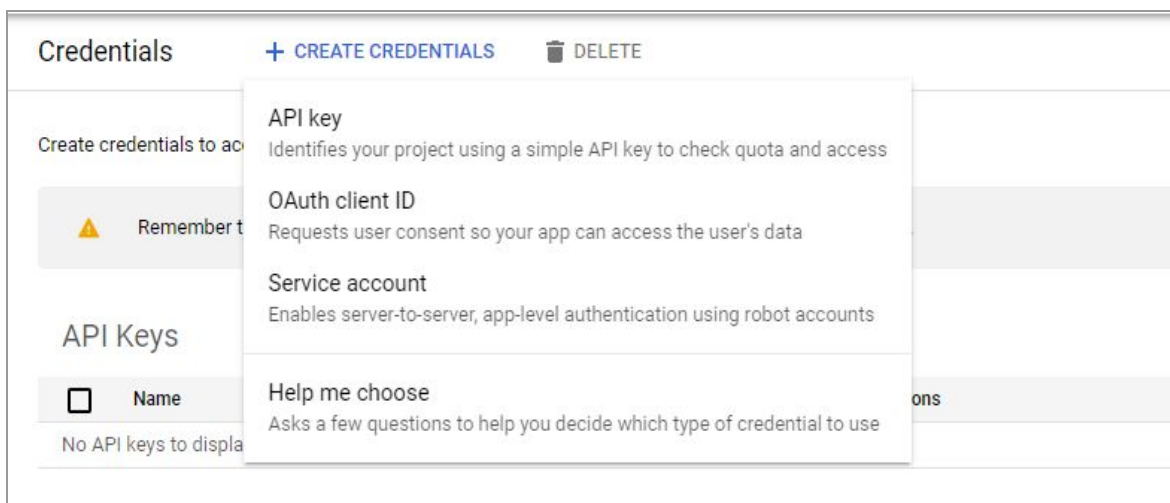 Credentials
+ CREATE CREDENTIALS
DELETE
API key
Identifies your project using a simple API key to check quota and access
Create credentials to
OAuth client ID
Requests user consent so your app can access the user's data
Remember
Service account
Enables server-to-server, app-level authentication using robot accounts
API Keys
Help me choose
Asks a few questions to help you decide which type of credential to use
Name
ons
No API keys to displa